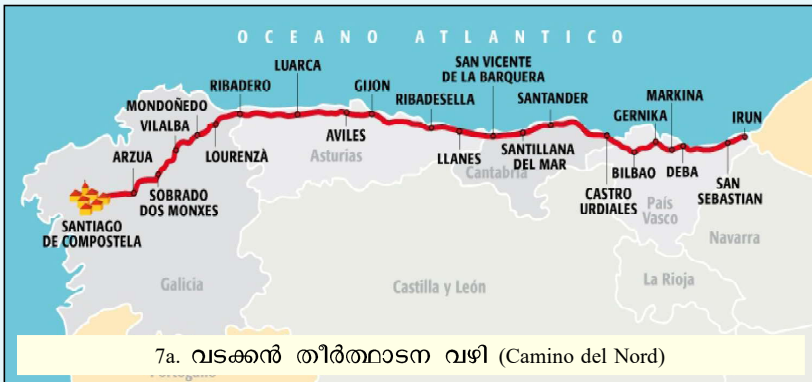 OCEANO ATLANTICO
SAN VICENTE
DE LA BARQUERA
LUARCA
RIBADERO
GIJON
MARKINA
MONDOÑEDO
RIBADESELLA
SANTANDER
GERNIKA
IRUN
VILALBA
ARZUA
LOURENZÀ
AVILES
Asturias
LLANES
SANTILLANA
DEL MAR
Cantabria
BILBAO
DEBA
SOBRADO
DOS MONXES
CASTRO
URDIALES
SAN
SEBASTIAN
País
Vasco
SANTIAGO
DE COMPOSTELA
Navarra
Galicia
Castilla y León
La Rioja
7a. വടക്കൻ തീർത്ഥാടന വഴി (Camino del Nord)